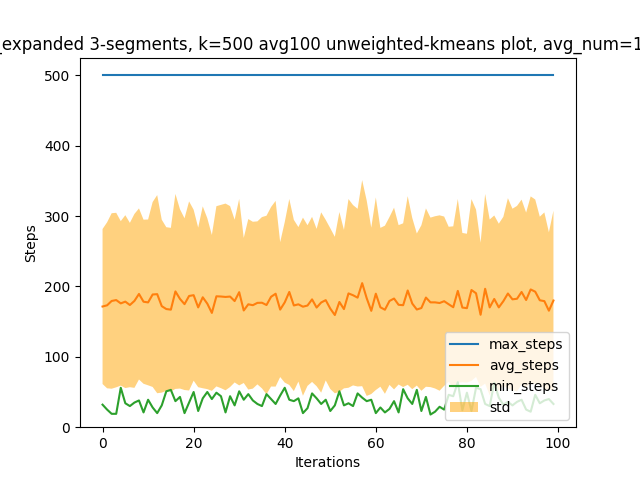 _expanded 3-segments, k=500 avg100 unweighted-kmeans plot, avg_num=1
500
400
300
200
100
0
Steps
0 20 40 60 80 100
Iterations
max_steps
avg_steps
min_steps
std